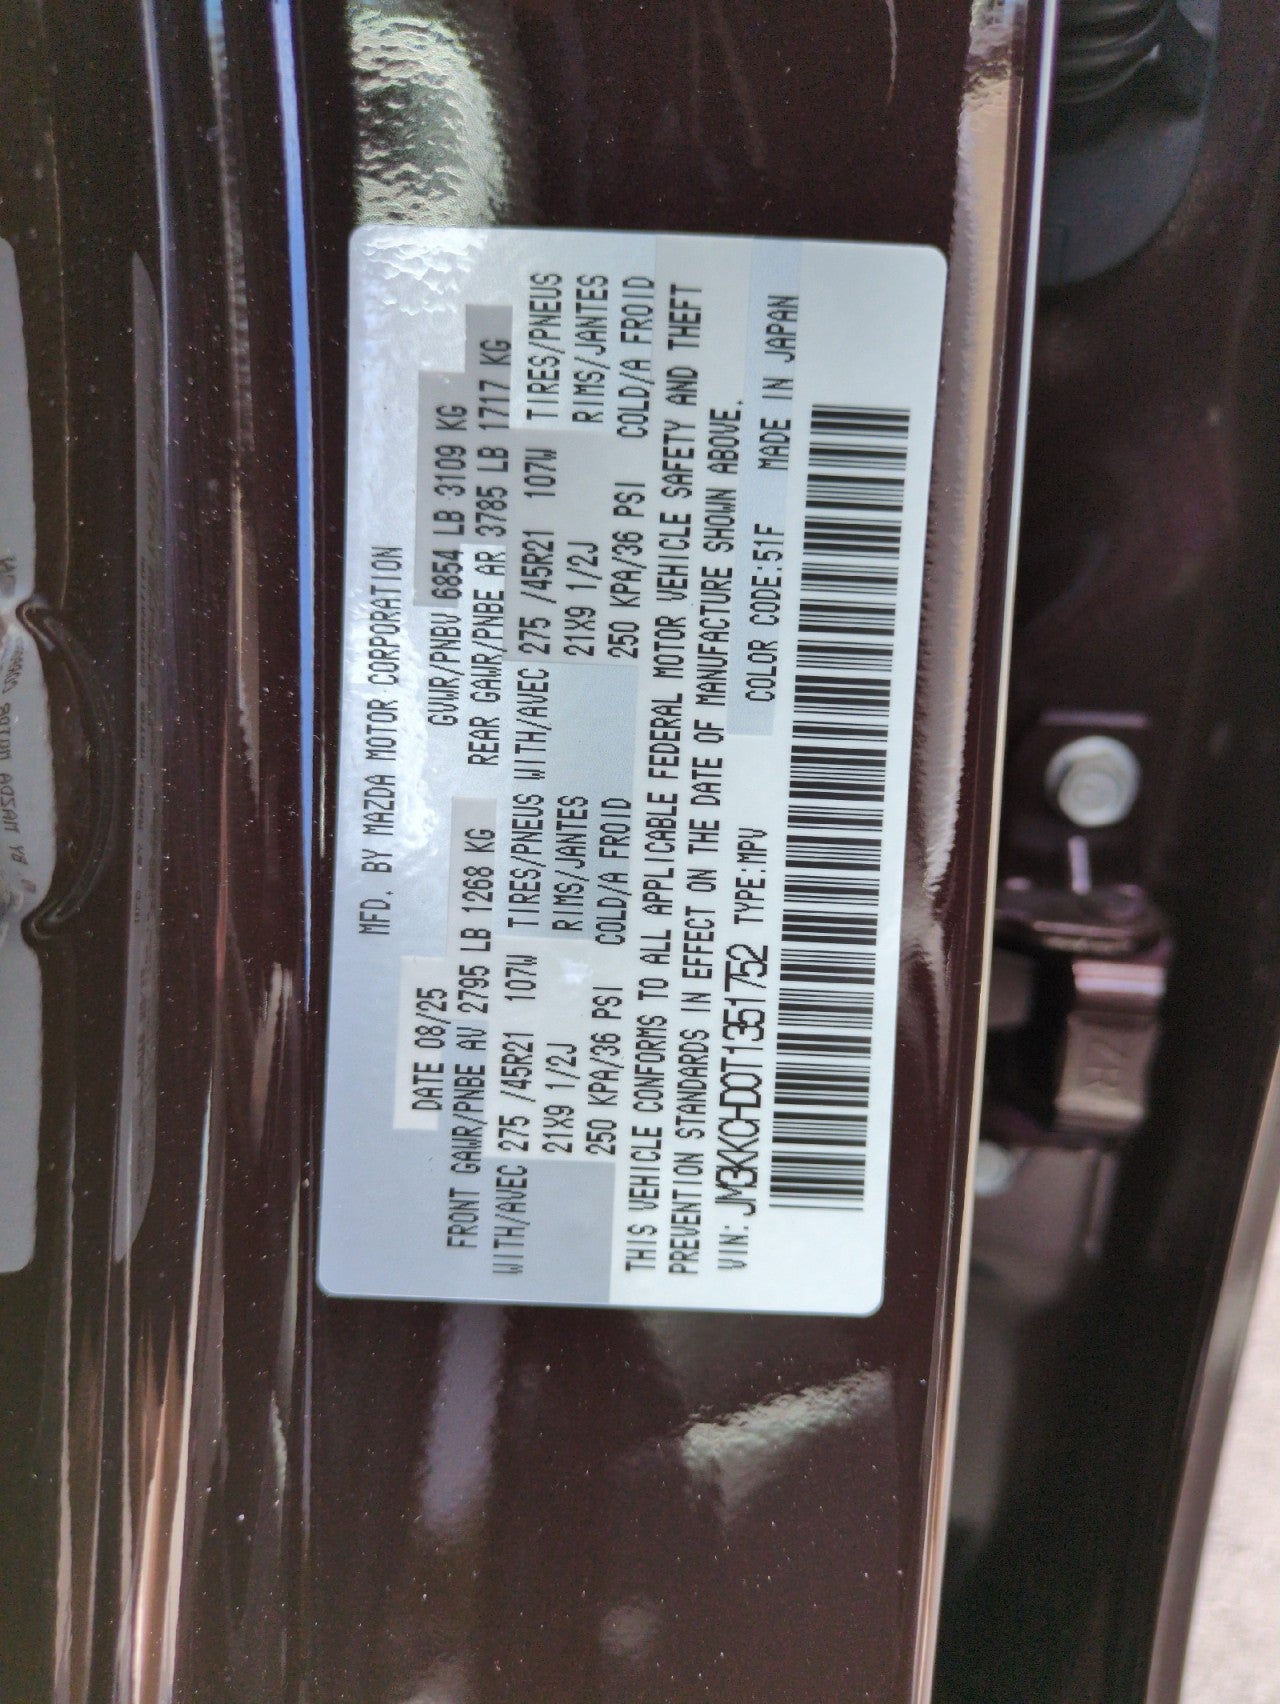 MFD. BY MAZDA MOTOR CORPORATION
DATE 08/25 GVWR/PNBV 6854 LB 3109 KG
FRONT GAWR/PNBE AV 2795 LB 1268 KG REAR GAWR/PNBE AR 3785 LB 1717 KG
WITH/AVEC 275 /45R21 107W TIRES/PNEUS WITH/AVEC 275 /45R21 107W TIRES/PNEUS
21X9 1/2J RIMS/JANTES 21X9 1/2J RIMS/JANTES
250 KPA/36 PSI COLD/A FROID 250 KPA/36 PSI COLD/A FROID
THIS VEHICLE CONFORMS TO ALL APPLICABLE FEDERAL MOTOR VEHICLE SAFETY AND THEFT
PREVENTION STANDARDS IN EFFECT ON THE DATE OF MANUFACTURE SHOWN ABOVE.
VIN: JM3KKCHD0T1351752 TYPE:MPV COLOR CODE:51F MADE IN JAPAN